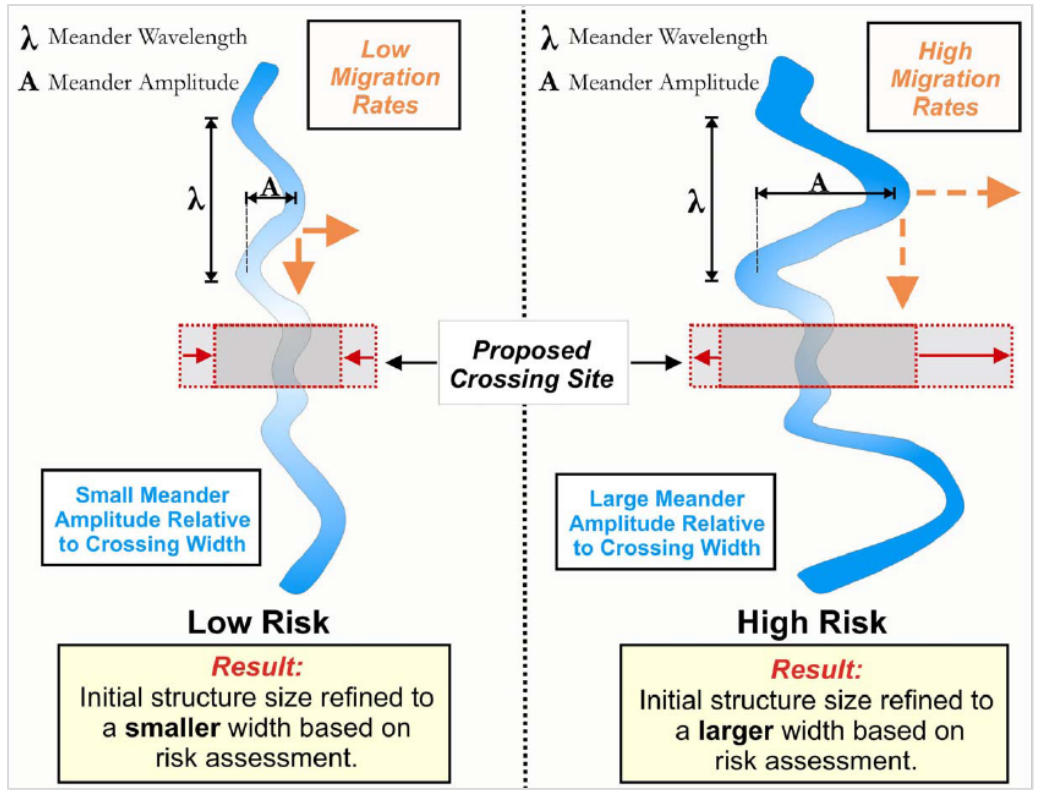 λ Meander Wavelength
A Meander Amplitude
Low
Migration
Rates
A
λ
Small Meander
Amplitude Relative
to Crossing Width
Low Risk
Result:
Initial structure size refined to
a smaller width based on
risk assessment.
Proposed
Crossing Site
λ Meander Wavelength
A Meander Amplitude
High
Migration
Rates
A
λ
Large Meander
Amplitude Relative
to Crossing Width
High Risk
Result:
Initial structure size refined to
a larger width based on
risk assessment.